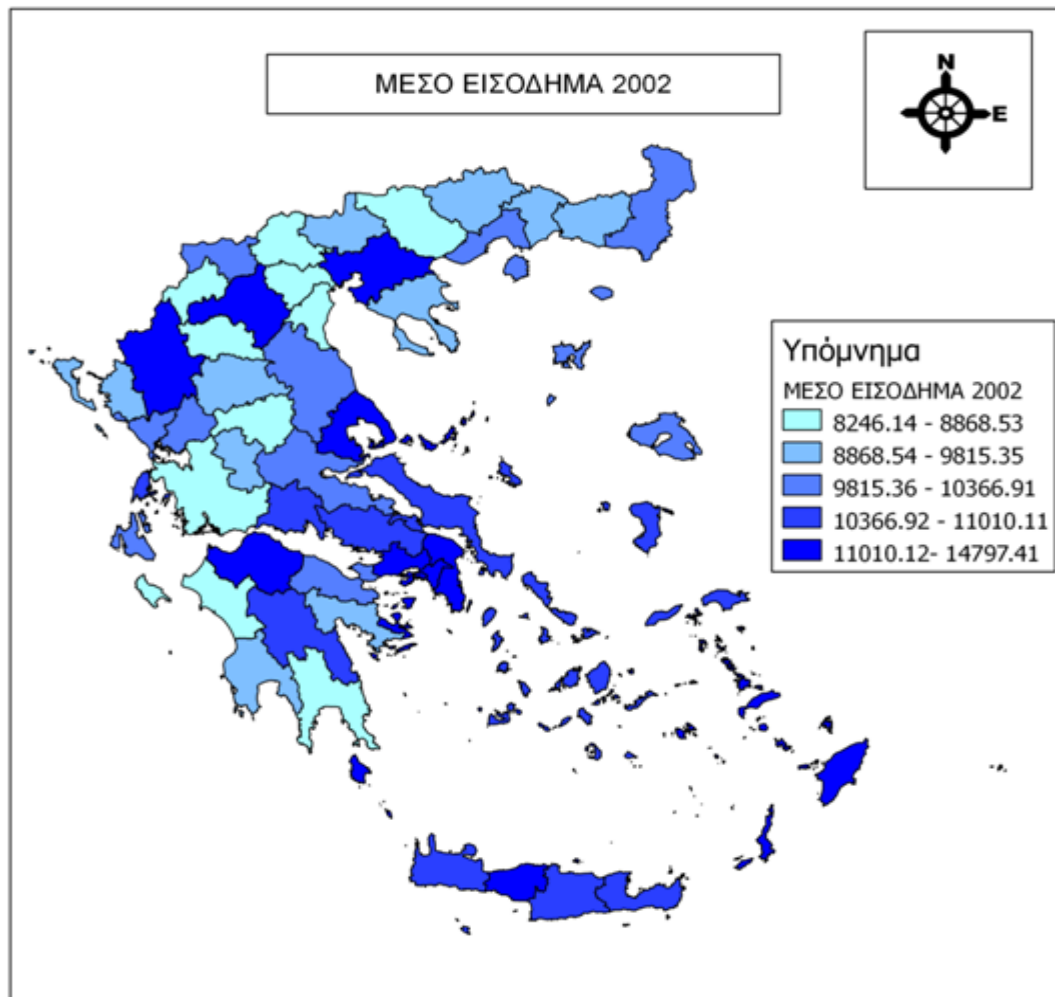 ΜΕΣΟ ΕΙΣΟΔΗΜΑ 2002
N
E
Υπόμνημα
ΜΕΣΟ ΕΙΣΟΔΗΜΑ 2002
8246.14 - 8868.53
8868.54 - 9815.35
9815.36 - 10366.91
10366.92 - 11010.11
11010.12- 14797.41